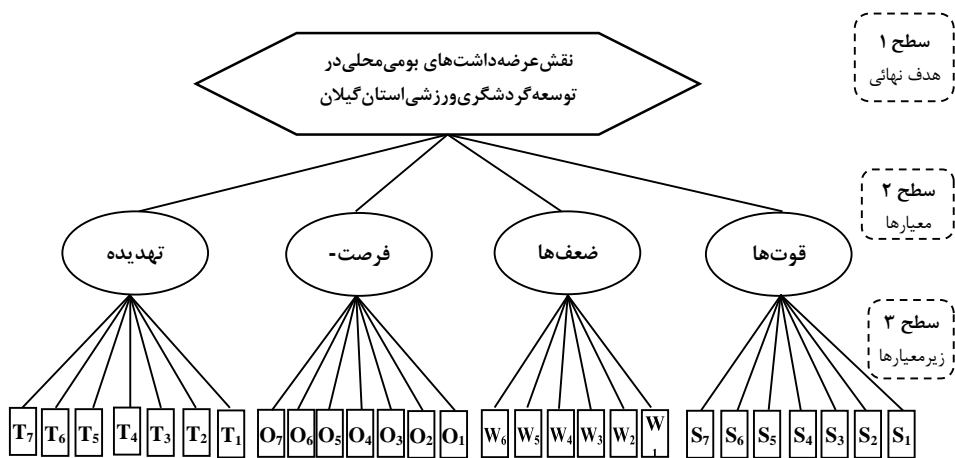 نقش عرضه‌داشت‌های بومی‌محلی در
توسعه گردشگری ورزشی استان گیلان
سطح ۱
هدف نهائی
سطح ۲
معیارها
قوت‌ها
ضعف‌ها
فرصت-
تهدیده
سطح ۳
زیرمعیارها
S₁ S₂ S₃ S₄ S₅ S₆ S₇
W₁ W₂ W₃ W₄ W₅ W₆
O₁ O₂ O₃ O₄ O₅ O₆ O₇
T₁ T₂ T₃ T₄ T₅ T₆ T₇